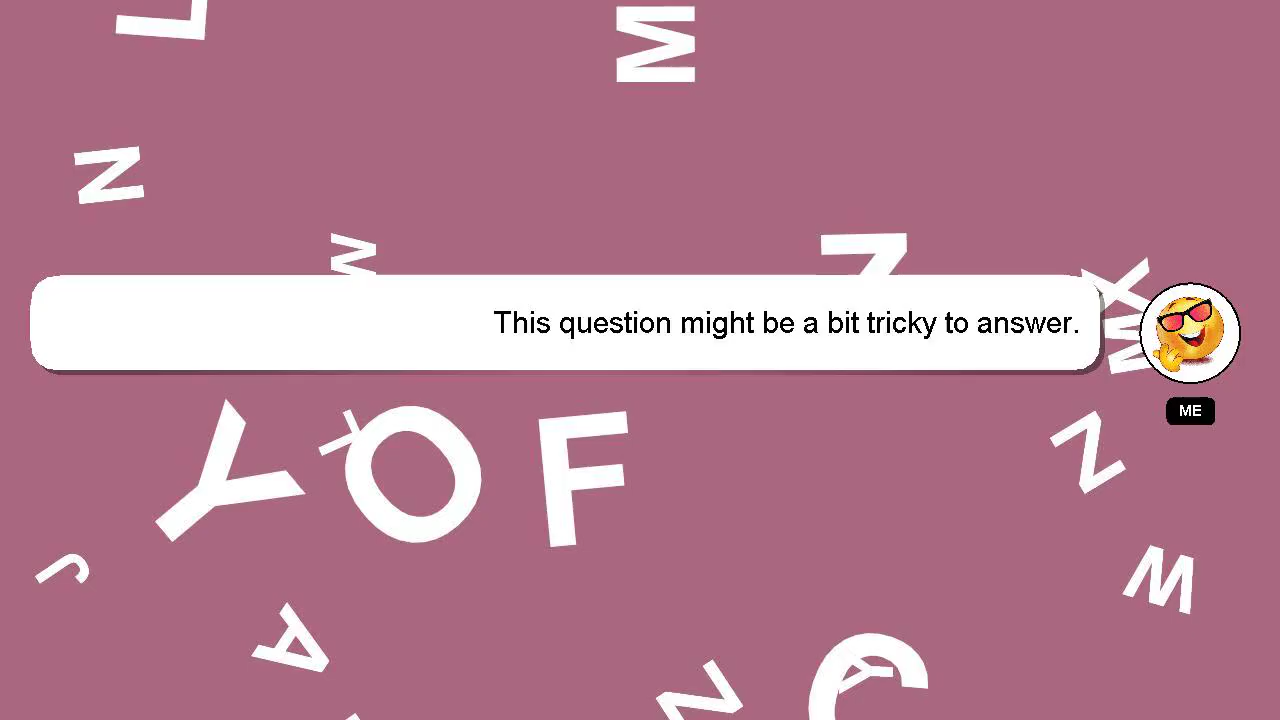 L
M
N
W
Z
X
This question might be a bit tricky to answer.
M
ME
Y
X
O
F
Z
J
W
A
N
C
A